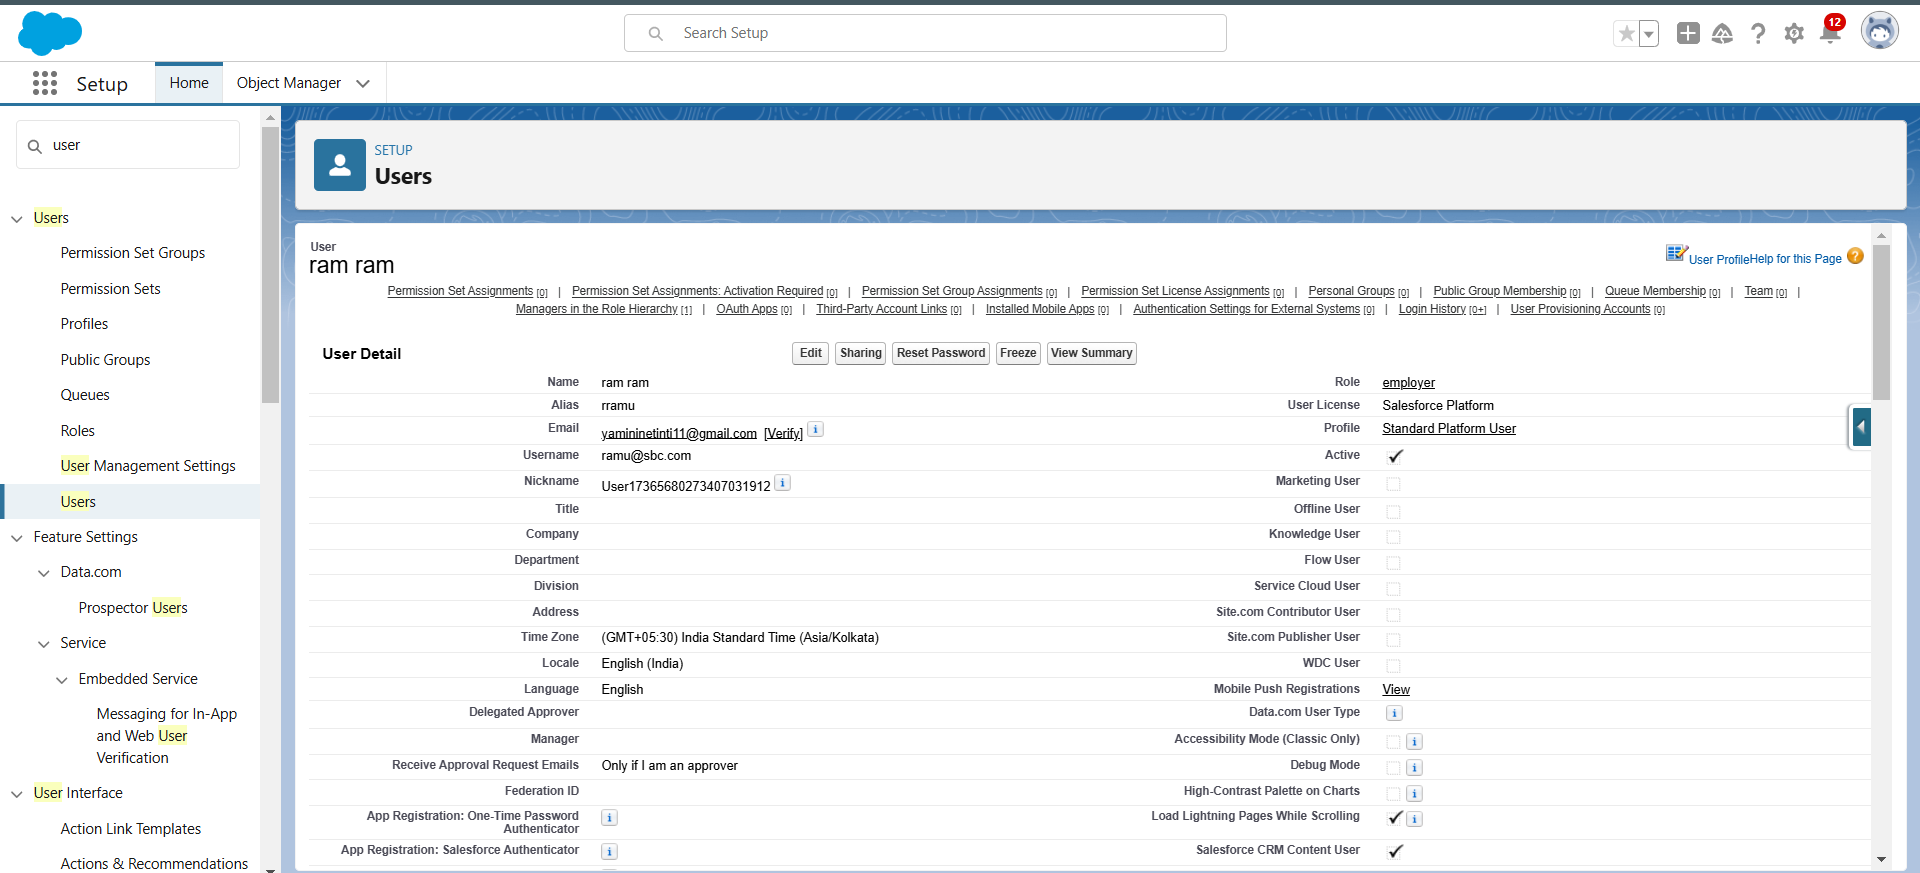 Search Setup
12
Setup
Home
Object Manager
user
Users
Permission Set Groups
Permission Sets
Profiles
Public Groups
Queues
Roles
User Management Settings
Users
Feature Settings
Data.com
Prospector Users
Service
Embedded Service
Messaging for In-App
and Web User
Verification
User Interface
Action Link Templates
Actions & Recommendations
SETUP
Users
User
ram ram
User Profile Help for this Page ?
Permission Set Assignments [0] | Permission Set Assignments: Activation Required [0] | Permission Set Group Assignments [0] | Permission Set License Assignments [0] | Personal Groups [0] | Public Group Membership [0] | Queue Membership [0] | Team [0] |
Managers in the Role Hierarchy [1] | OAuth Apps [0] | Third-Party Account Links [0] | Installed Mobile Apps [0] | Authentication Settings for External Systems [0] | Login History [0+] | User Provisioning Accounts [0]
User Detail
Edit Sharing Reset Password Freeze View Summary
Name ram ram Role employer
Alias rramu User License Salesforce Platform
Email yamininetinti11@gmail.com [Verify] i Profile Standard Platform User
Username ramu@sbc.com Active
Nickname User17365680273407031912 i Marketing User
Title Offline User
Company Knowledge User
Department Flow User
Division Service Cloud User
Address Site.com Contributor User
Time Zone (GMT+05:30) India Standard Time (Asia/Kolkata) Site.com Publisher User
Locale English (India) WDC User
Language English Mobile Push Registrations View
Delegated Approver Data.com User Type i
Manager Accessibility Mode (Classic Only) i
Receive Approval Request Emails Only if I am an approver Debug Mode i
Federation ID High-Contrast Palette on Charts i
App Registration: One-Time Password
Authenticator i Load Lightning Pages While Scrolling i
App Registration: Salesforce Authenticator i Salesforce CRM Content User